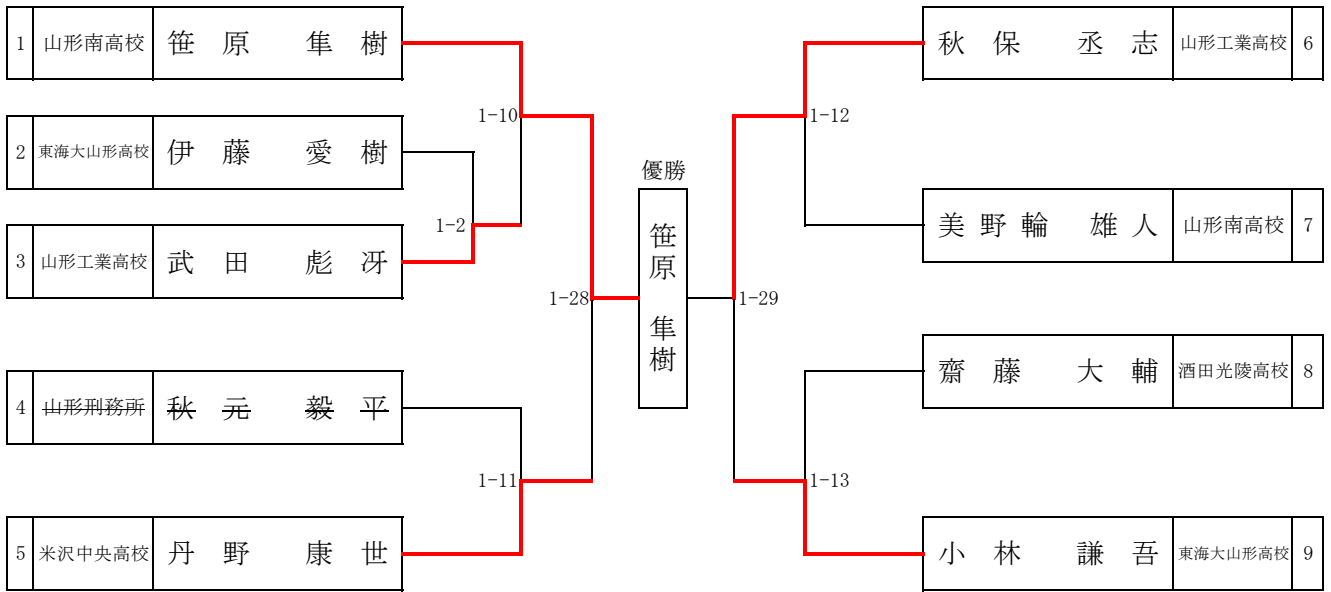 1 山形南高校 笹原 隼樹
2 東海大山形高校 伊藤 愛樹
3 山形工業高校 武田 彪冴
4 山形刑務所 秋元 毅平
5 米沢中央高校 丹野 康世
1-10
1-2
1-28
1-11
優勝
笹原 隼樹
1-12
1-29
1-13
秋保 丞志 山形工業高校 6
美野輪 雄人 山形南高校 7
齋藤 大輔 酒田光陵高校 8
小林 謙吾 東海大山形高校 9